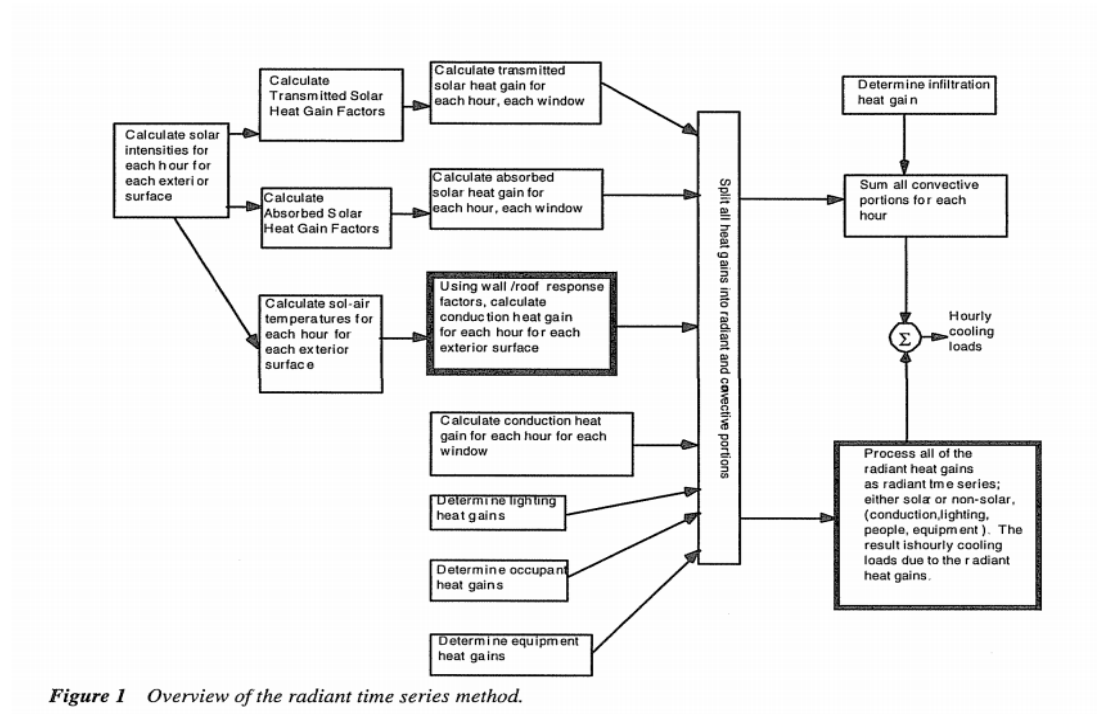 Calculate solar
intensities for
each hour for
each exterior
surface
Calculate
Transmitted Solar
Heat Gain Factors
Calculate transmitted
solar heat gain for
each hour, each window
Calculate
Absorbed Solar
Heat Gain Factors
Calculate absorbed
solar heat gain for
each hour, each window
Calculate sol-air
temperatures for
each hour for
each exterior
surface
Using wall /roof response
factors, calculate
conduction heat gain
for each hour for each
exterior surface
Calculate conduction heat
gain for each hour for each
window
Determine lighting
heat gains
Determine occupant
heat gains
Determine equipment
heat gains
Split all heat gains into radiant and covective portions
Determine infiltration
heat gain
Sum all convective
portions for each
hour
Σ
Hourly
cooling
loads
Process all of the
radiant heat gains
as radiant tme series;
either solar or non-solar,
(conduction,lighting,
people, equipment ). The
result ishourly cooling
loads due to the radiant
heat gains.
Figure 1 Overview of the radiant time series method.